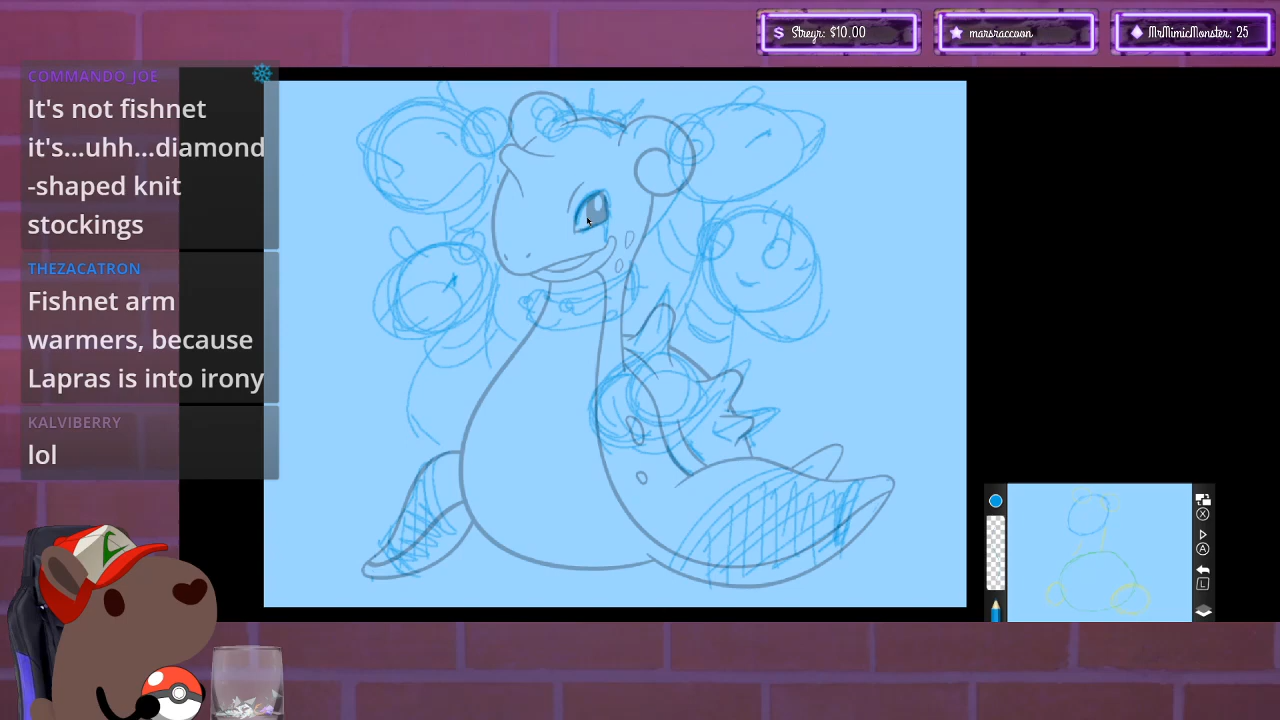 Streyr: $10.00
marsraccoon
MrMimicMonster: 25
COMMANDO_JOE
It's not fishnet
it's...uhh...diamond
-shaped knit
stockings
THEZACATRON
Fishnet arm
warmers, because
Lapras is into irony
KALVIBERRY
lol
A
L